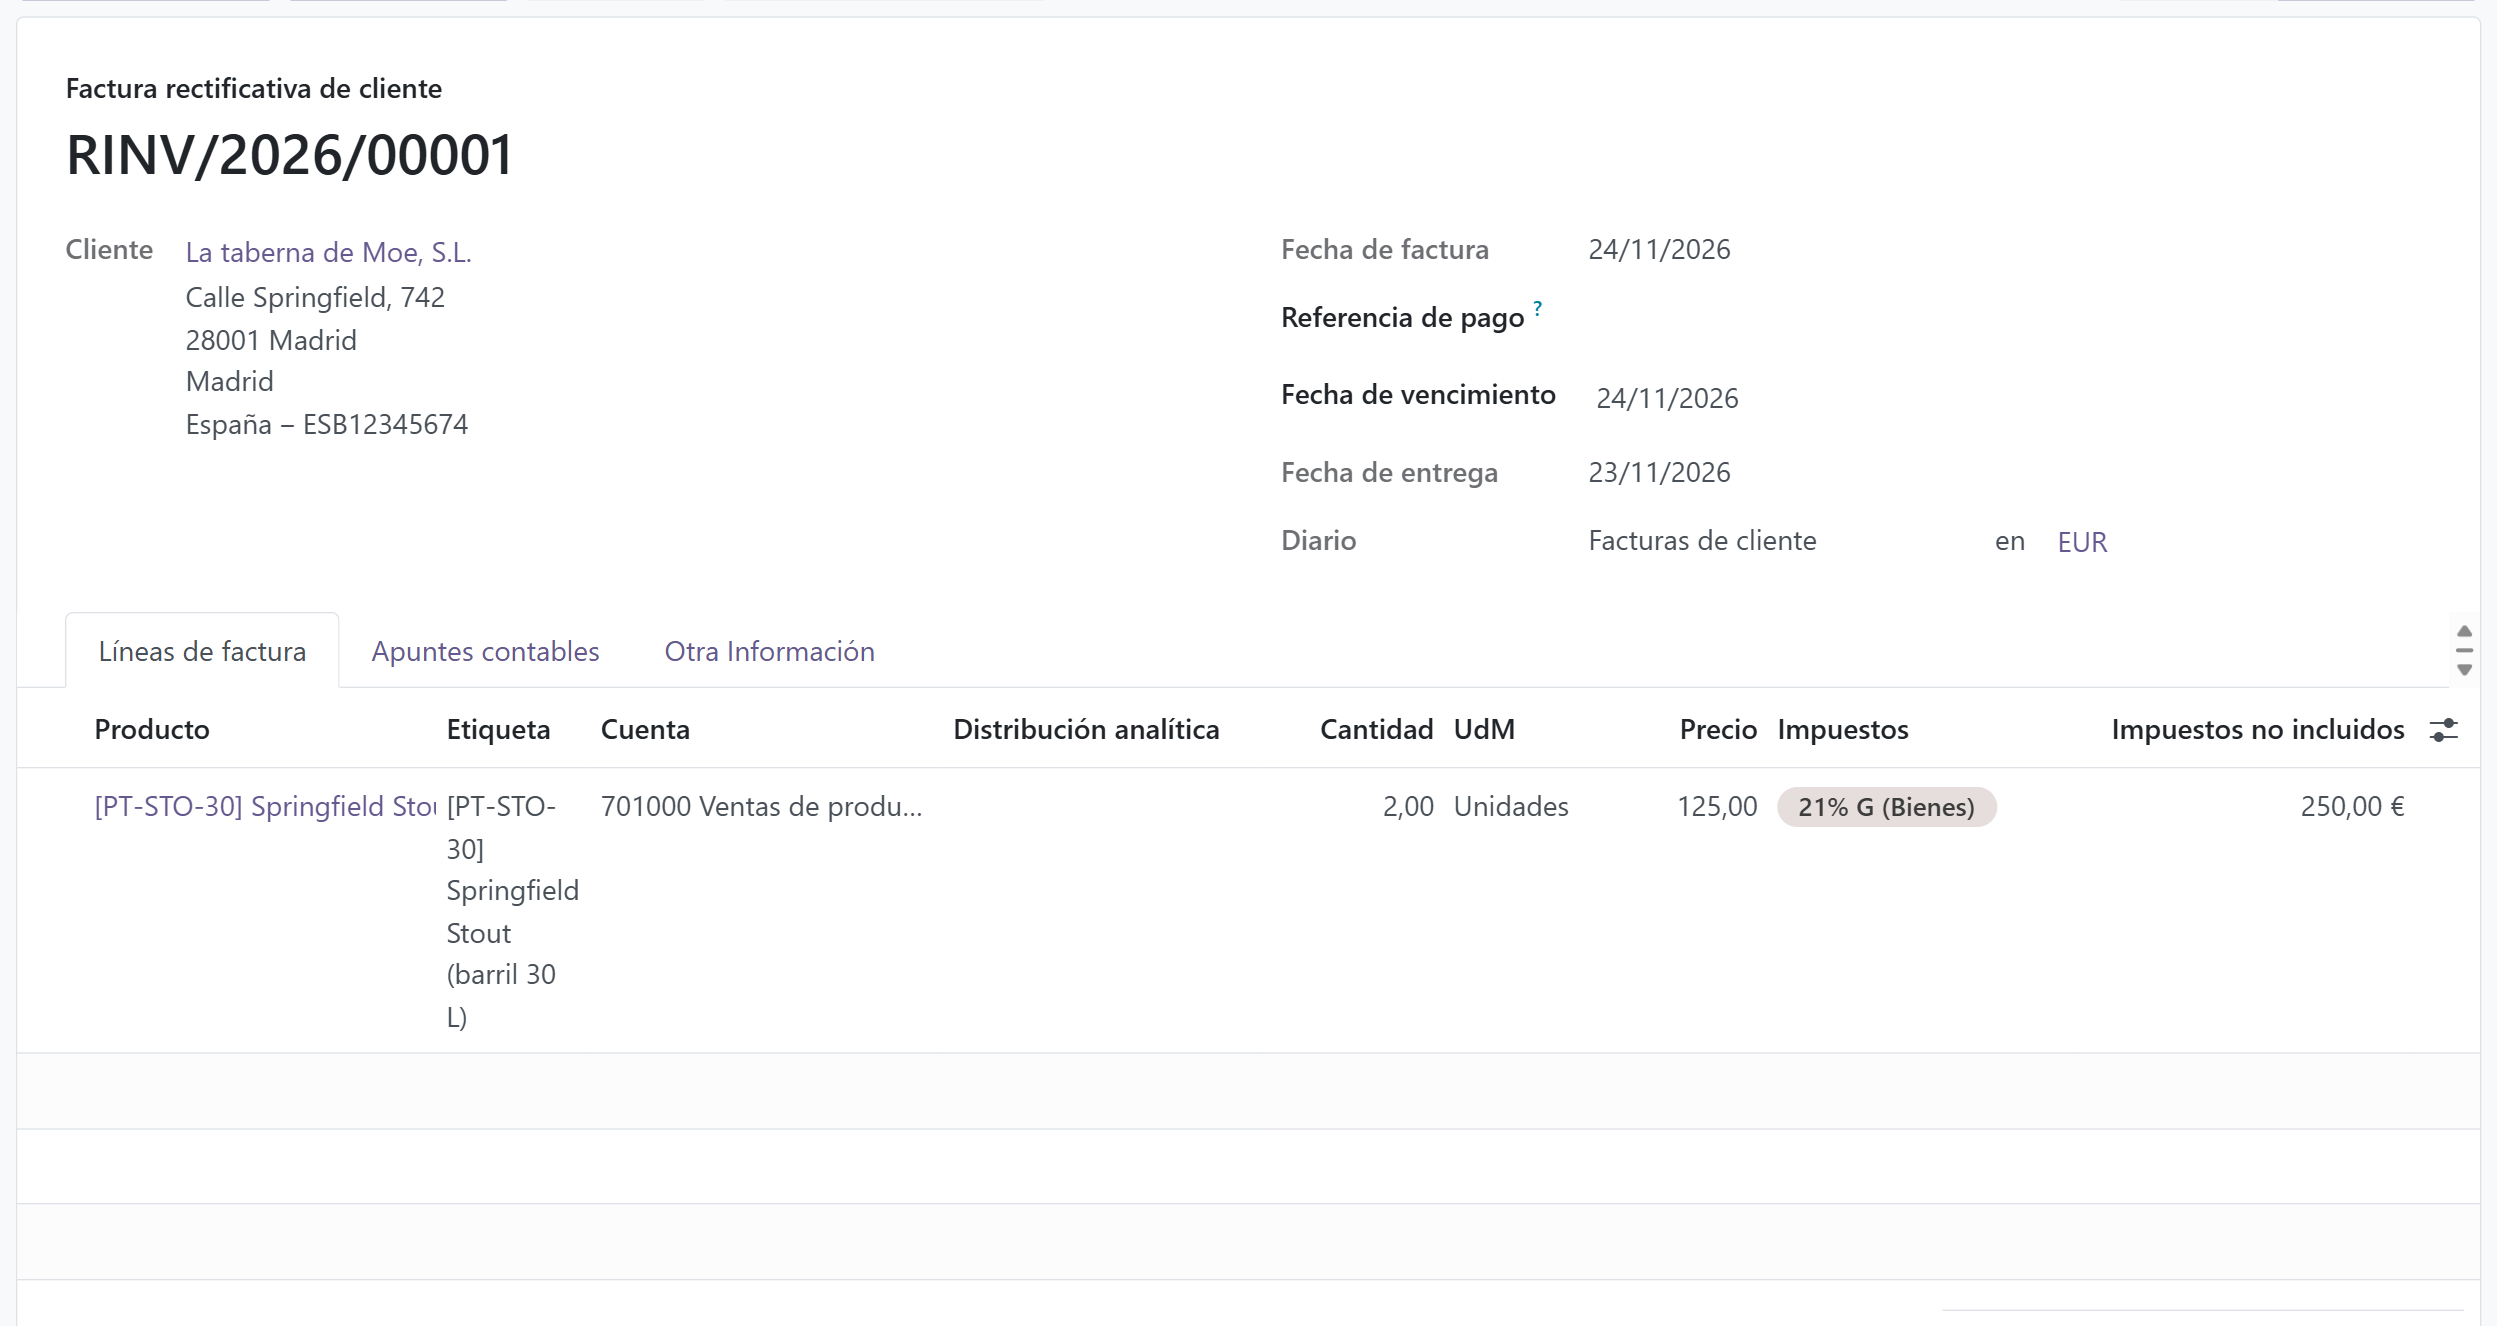 Factura rectificativa de cliente
RINV/2026/00001
Cliente
La taberna de Moe, S.L.
Calle Springfield, 742
28001 Madrid
Madrid
España – ESB12345674
Fecha de factura 24/11/2026
Referencia de pago ?
Fecha de vencimiento 24/11/2026
Fecha de entrega 23/11/2026
Diario Facturas de cliente en EUR
Líneas de factura Apuntes contables Otra Información
Producto Etiqueta Cuenta Distribución analítica Cantidad UdM Precio Impuestos Impuestos no incluidos
[PT-STO-30] Springfield Stou [PT-STO- 701000 Ventas de produ... 2,00 Unidades 125,00 21% G (Bienes) 250,00 €
30]
Springfield
Stout
(barril 30
L)